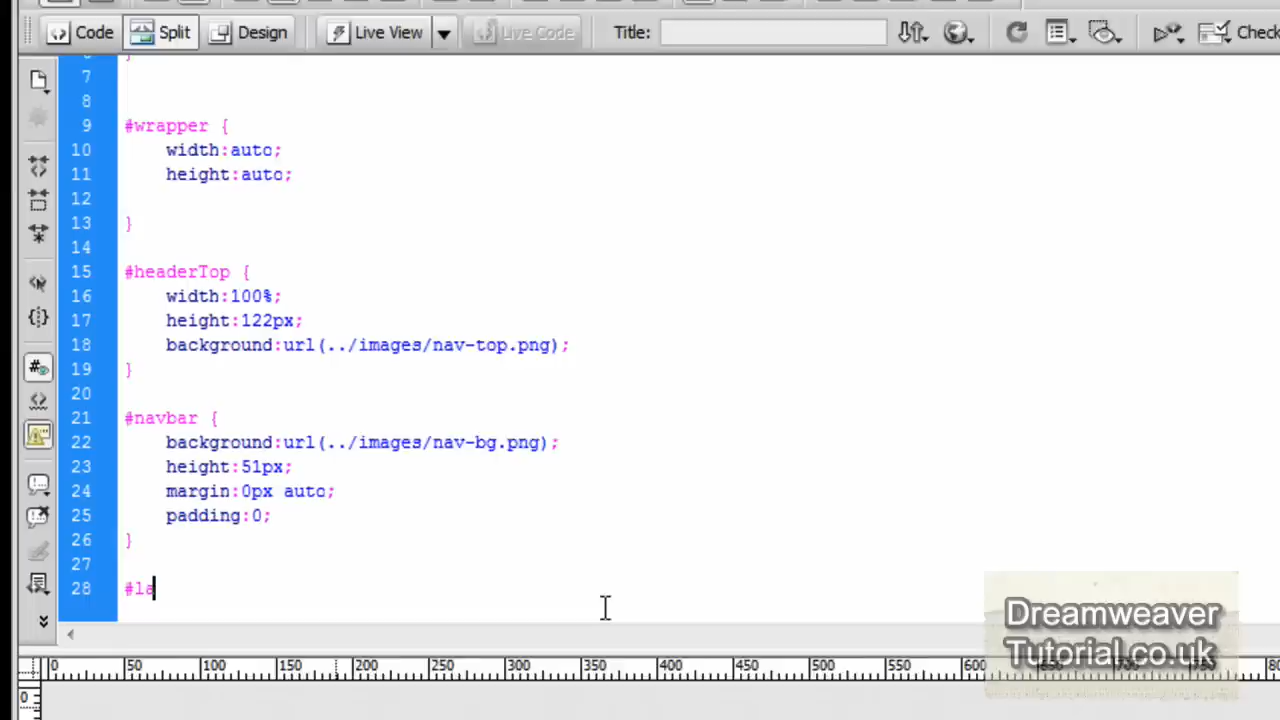 Code Split Design Live View Live Code Title: Check
7
8
9 #wrapper {
10 width:auto;
11 height:auto;
12
13 }
14
15 #headerTop {
16 width:100%;
17 height:122px;
18 background:url(../images/nav-top.png);
19 }
20
21 #navbar {
22 background:url(../images/nav-bg.png);
23 height:51px;
24 margin:0px auto;
25 padding:0;
26 }
27
28 #la
Dreamweaver
Tutorial.co.uk
0 50 100 150 200 250 300 350 400 450 500 550 600 650 700 750
0